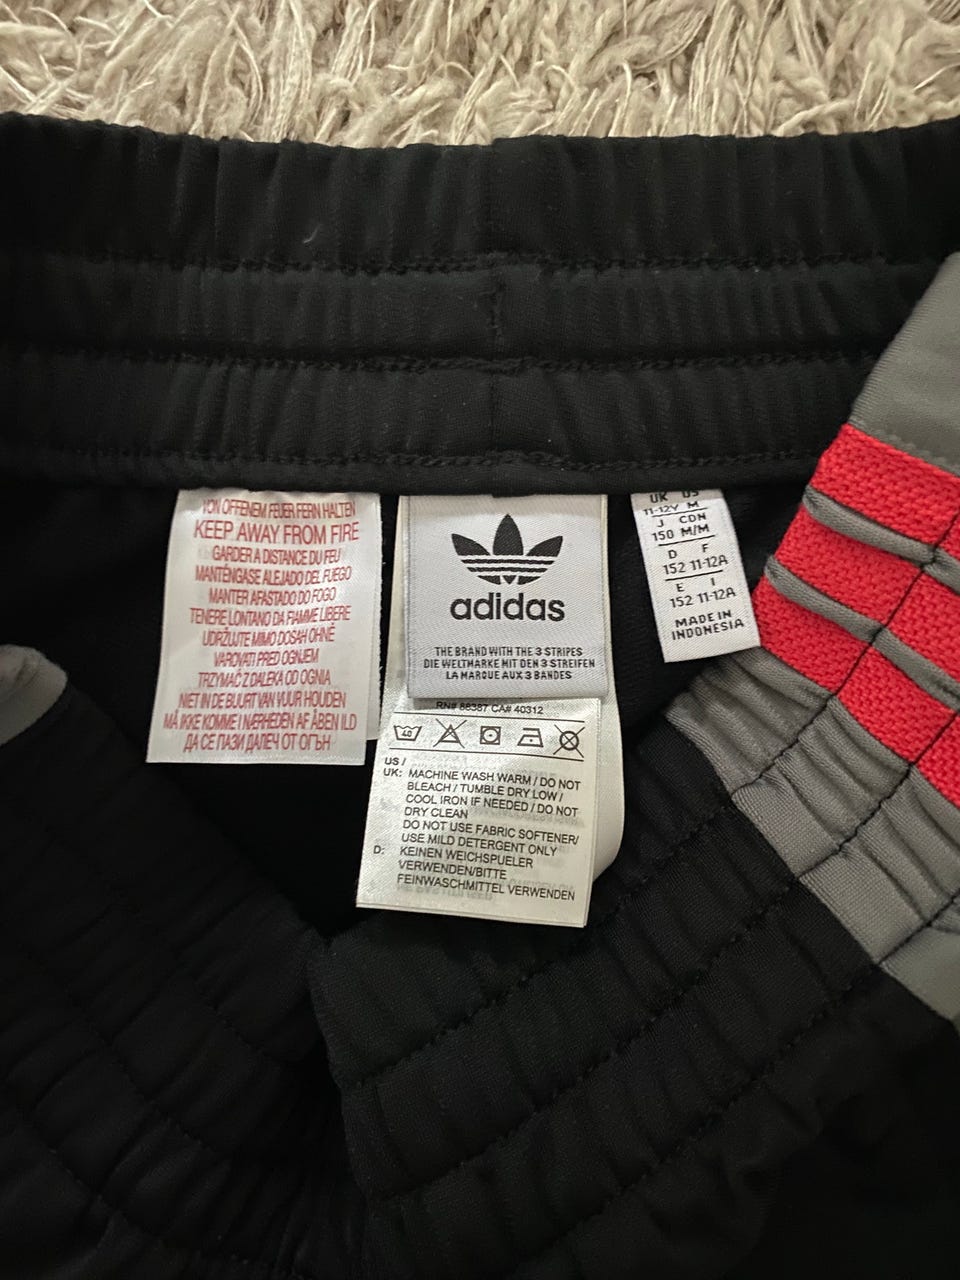 VON OFFENEM FEUER FERN HALTEN
KEEP AWAY FROM FIRE
GARDER A DISTANCE DU FEU
MANTÉNGASE ALEJADO DEL FUEGO
MANTER AFASTADO DO FOGO
TENERE LONTANO DA FIAMME LIBERE
UDRŽUJTE MIMO DOSAH OHNĚ
VAROVATI PRED OGNJEM
TRZYMAĆ Z DALEKA OD OGNIA
NIET IN DE BUURT VAN VUUR HOUDEN
MÅ IKKE KOMME I NÆRHEDEN AF ÅBEN ILD
ДА СЕ ПАЗИ ДАЛЕЧ ОТ ОГЪН
adidas
THE BRAND WITH THE 3 STRIPES
DIE WELTMARKE MIT DEN 3 STREIFEN
LA MARQUE AUX 3 BANDES
RN# 88387 CA# 40312
40
US /
UK: MACHINE WASH WARM / DO NOT
BLEACH / TUMBLE DRY LOW /
COOL IRON IF NEEDED / DO NOT
DRY CLEAN
DO NOT USE FABRIC SOFTENER/
USE MILD DETERGENT ONLY
D: KEINEN WEICHSPUELER
VERWENDEN/BITTE
FEINWASCHMITTEL VERWENDEN
UK US
11-12Y M
J CDN
150 M/M
D F
152 11-12A
E I
152 11-12A
MADE IN
INDONESIA